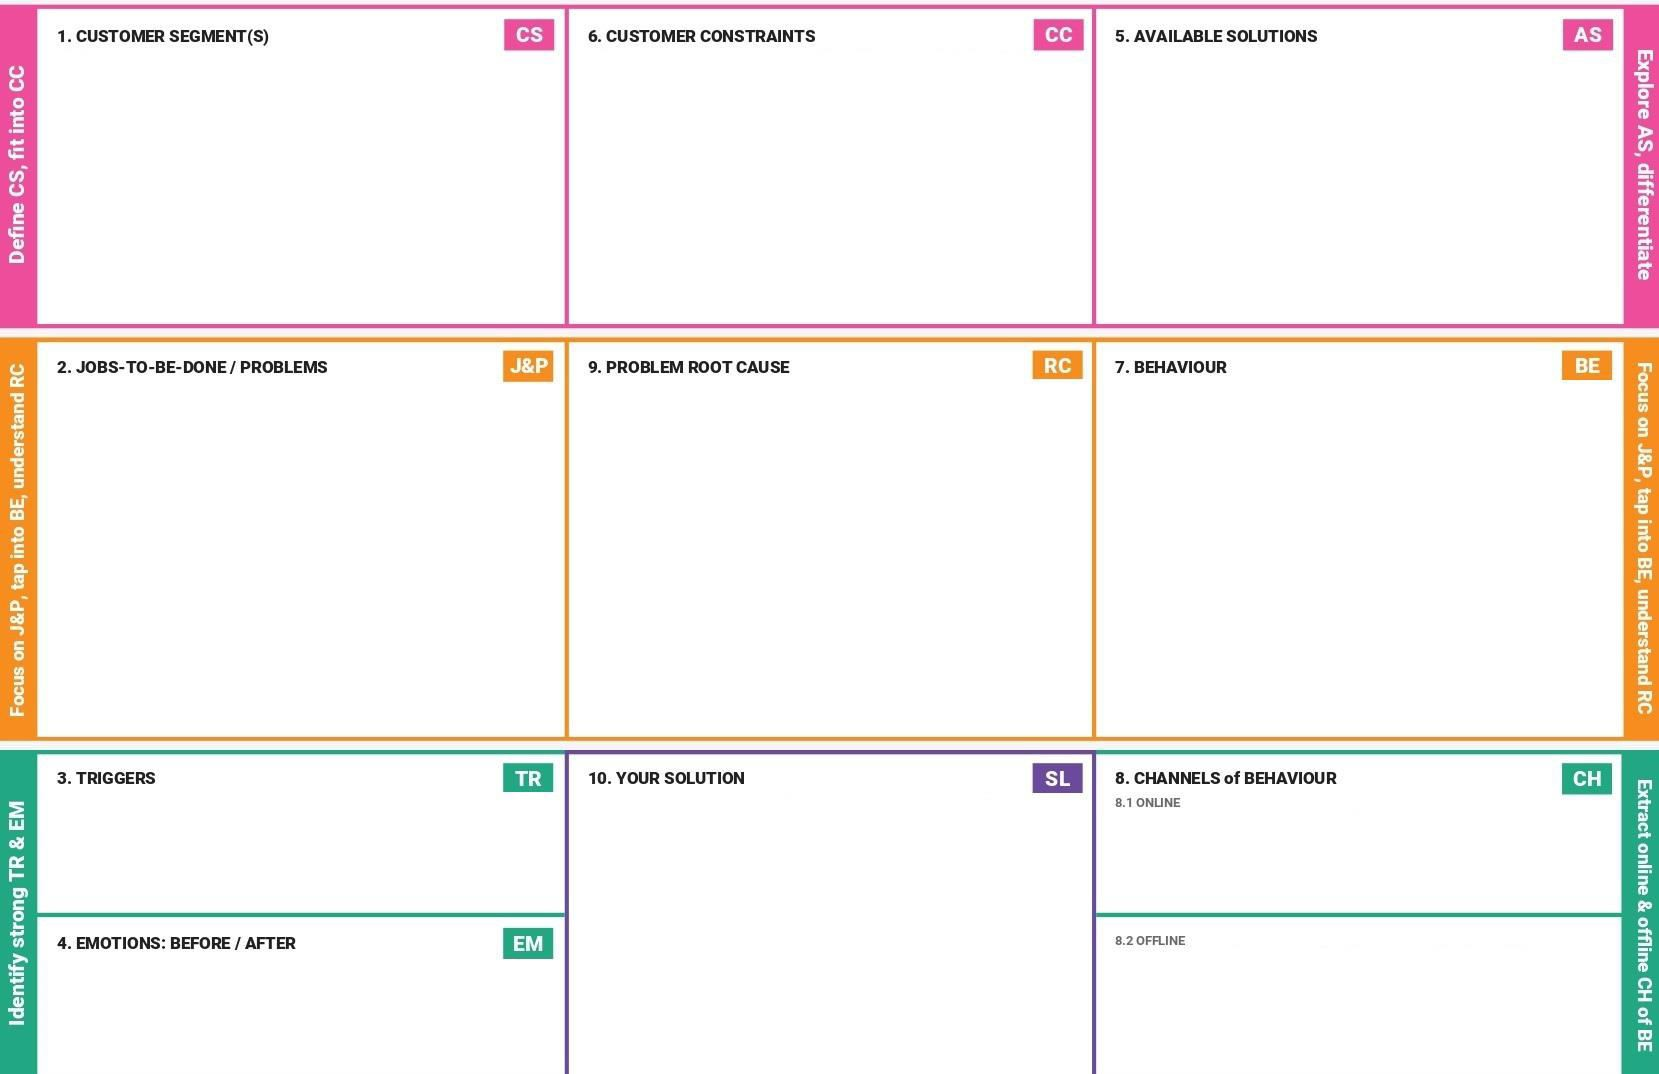 Define CS, fit into CC
1. CUSTOMER SEGMENT(S)
CS
6. CUSTOMER CONSTRAINTS
CC
5. AVAILABLE SOLUTIONS
AS
Explore AS, differentiate
Focus on J&P, tap into BE, understand RC
2. JOBS-TO-BE-DONE / PROBLEMS
J&P
9. PROBLEM ROOT CAUSE
RC
7. BEHAVIOUR
BE
Focus on J&P, tap into BE, understand RC
Identify strong TR & EM
3. TRIGGERS
TR
4. EMOTIONS: BEFORE / AFTER
EM
10. YOUR SOLUTION
SL
8. CHANNELS of BEHAVIOUR
CH
8.1 ONLINE
8.2 OFFLINE
Extract online & offline CH of BE